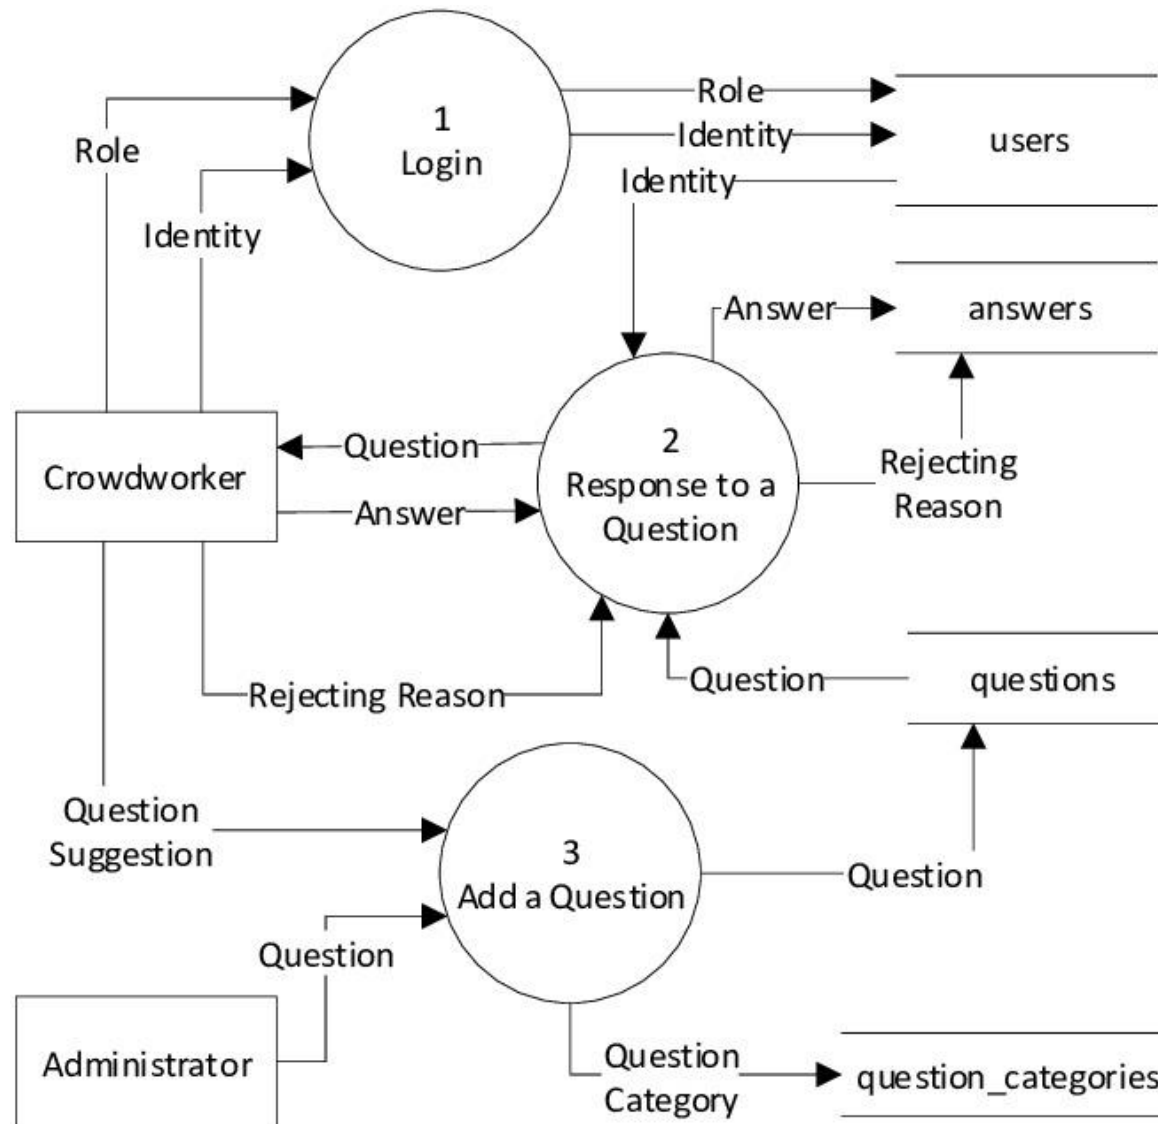 1
Login
Role
Identity
Role
Identity
Identity
users
Answer
answers
Crowdworker
Question
Answer
2
Response to a
Question
Rejecting
Reason
Rejecting Reason
Question
questions
Question
Suggestion
3
Add a Question
Question
Question
Administrator
Question
Category
question_categories